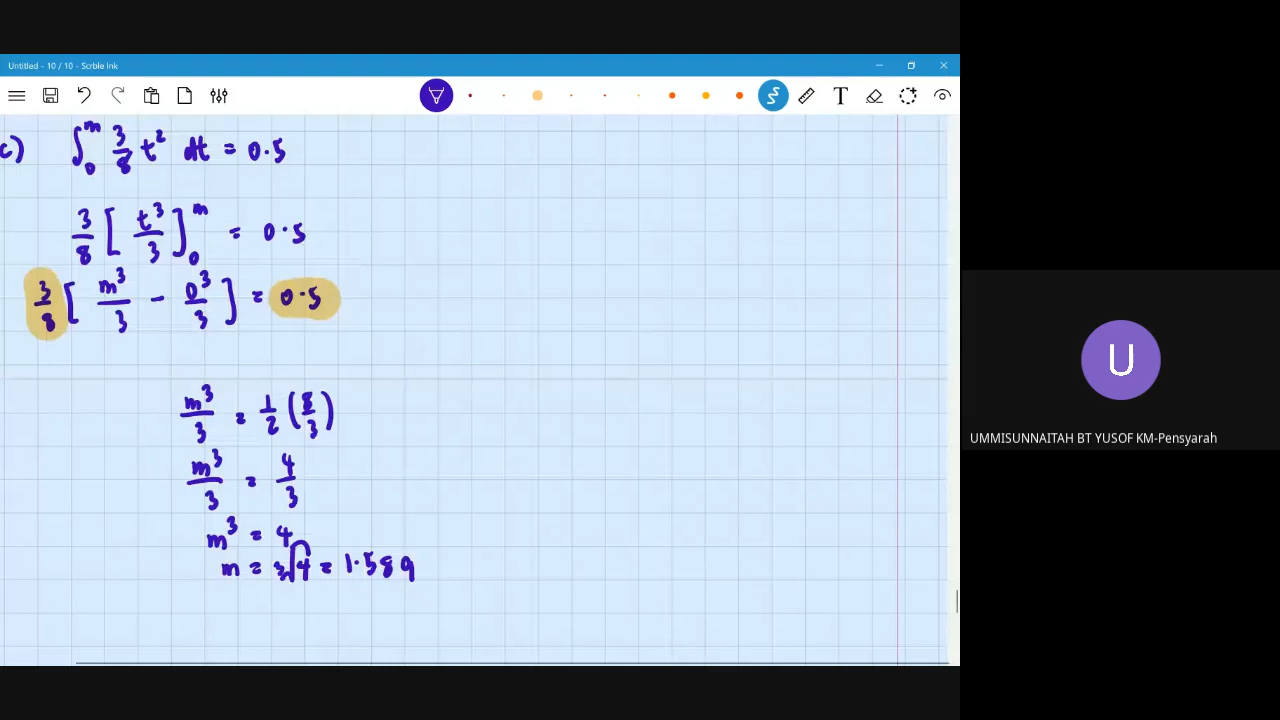 Untitled - 10 / 10 - Scrble Ink
T
c) ∫₀ᵐ 3/8 t² dt = 0.5
3/8 [ t³/3 ]₀ᵐ = 0.5
3/8 [ m³/3 - 0³/3 ] = 0.5
m³/3 = 1/2 (8/3)
m³/3 = 4/3
m³ = 4
m = ³√4 = 1.589
U
UMMISUNNAITAH BT YUSOF KM-Pensyarah